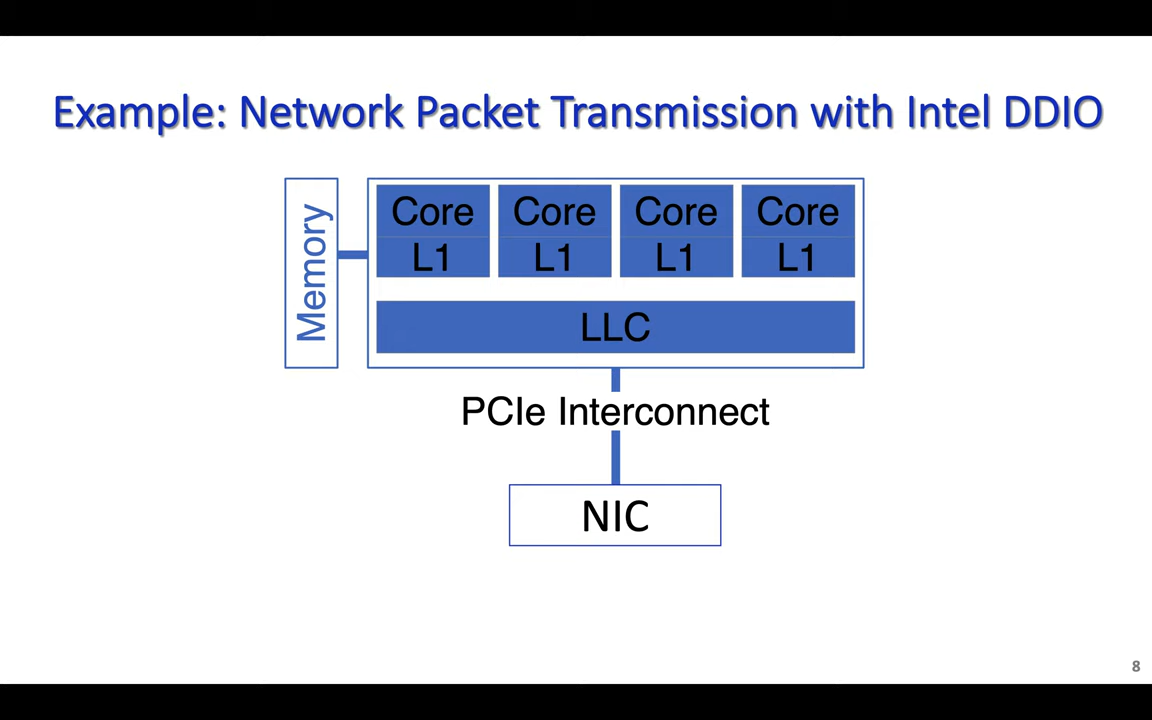 Example: Network Packet Transmission with Intel DDIO
Memory
Core Core Core Core
L1 L1 L1 L1
LLC
PCIe Interconnect
NIC
8